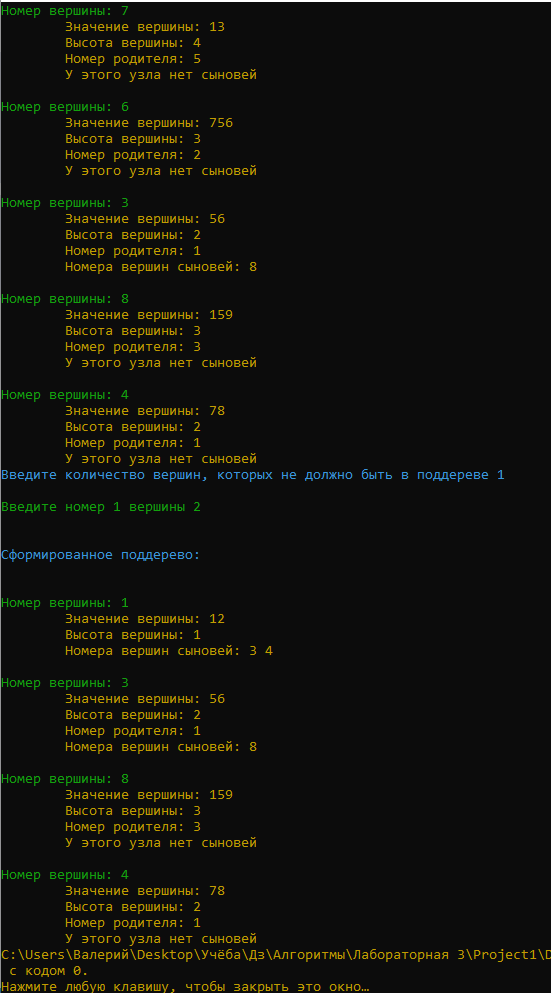 Номер вершины: 7
Значение вершины: 13
Высота вершины: 4
Номер родителя: 5
У этого узла нет сыновей
Номер вершины: 6
Значение вершины: 756
Высота вершины: 3
Номер родителя: 2
У этого узла нет сыновей
Номер вершины: 3
Значение вершины: 56
Высота вершины: 2
Номер родителя: 1
Номера вершин сыновей: 8
Номер вершины: 8
Значение вершины: 159
Высота вершины: 3
Номер родителя: 3
У этого узла нет сыновей
Номер вершины: 4
Значение вершины: 78
Высота вершины: 2
Номер родителя: 1
У этого узла нет сыновей
Введите количество вершин, которых не должно быть в поддереве 1
Введите номер 1 вершины 2
Сформированное поддерево:
Номер вершины: 1
Значение вершины: 12
Высота вершины: 1
Номера вершин сыновей: 3 4
Номер вершины: 3
Значение вершины: 56
Высота вершины: 2
Номер родителя: 1
Номера вершин сыновей: 8
Номер вершины: 8
Значение вершины: 159
Высота вершины: 3
Номер родителя: 3
У этого узла нет сыновей
Номер вершины: 4
Значение вершины: 78
Высота вершины: 2
Номер родителя: 1
У этого узла нет сыновей
C:\Users\Валерий\Desktop\Учёба\Дз\Алгоритмы\Лабораторная 3\Project1\D
с кодом 0.
Нажмите любую клавишу, чтобы закрыть это окно…